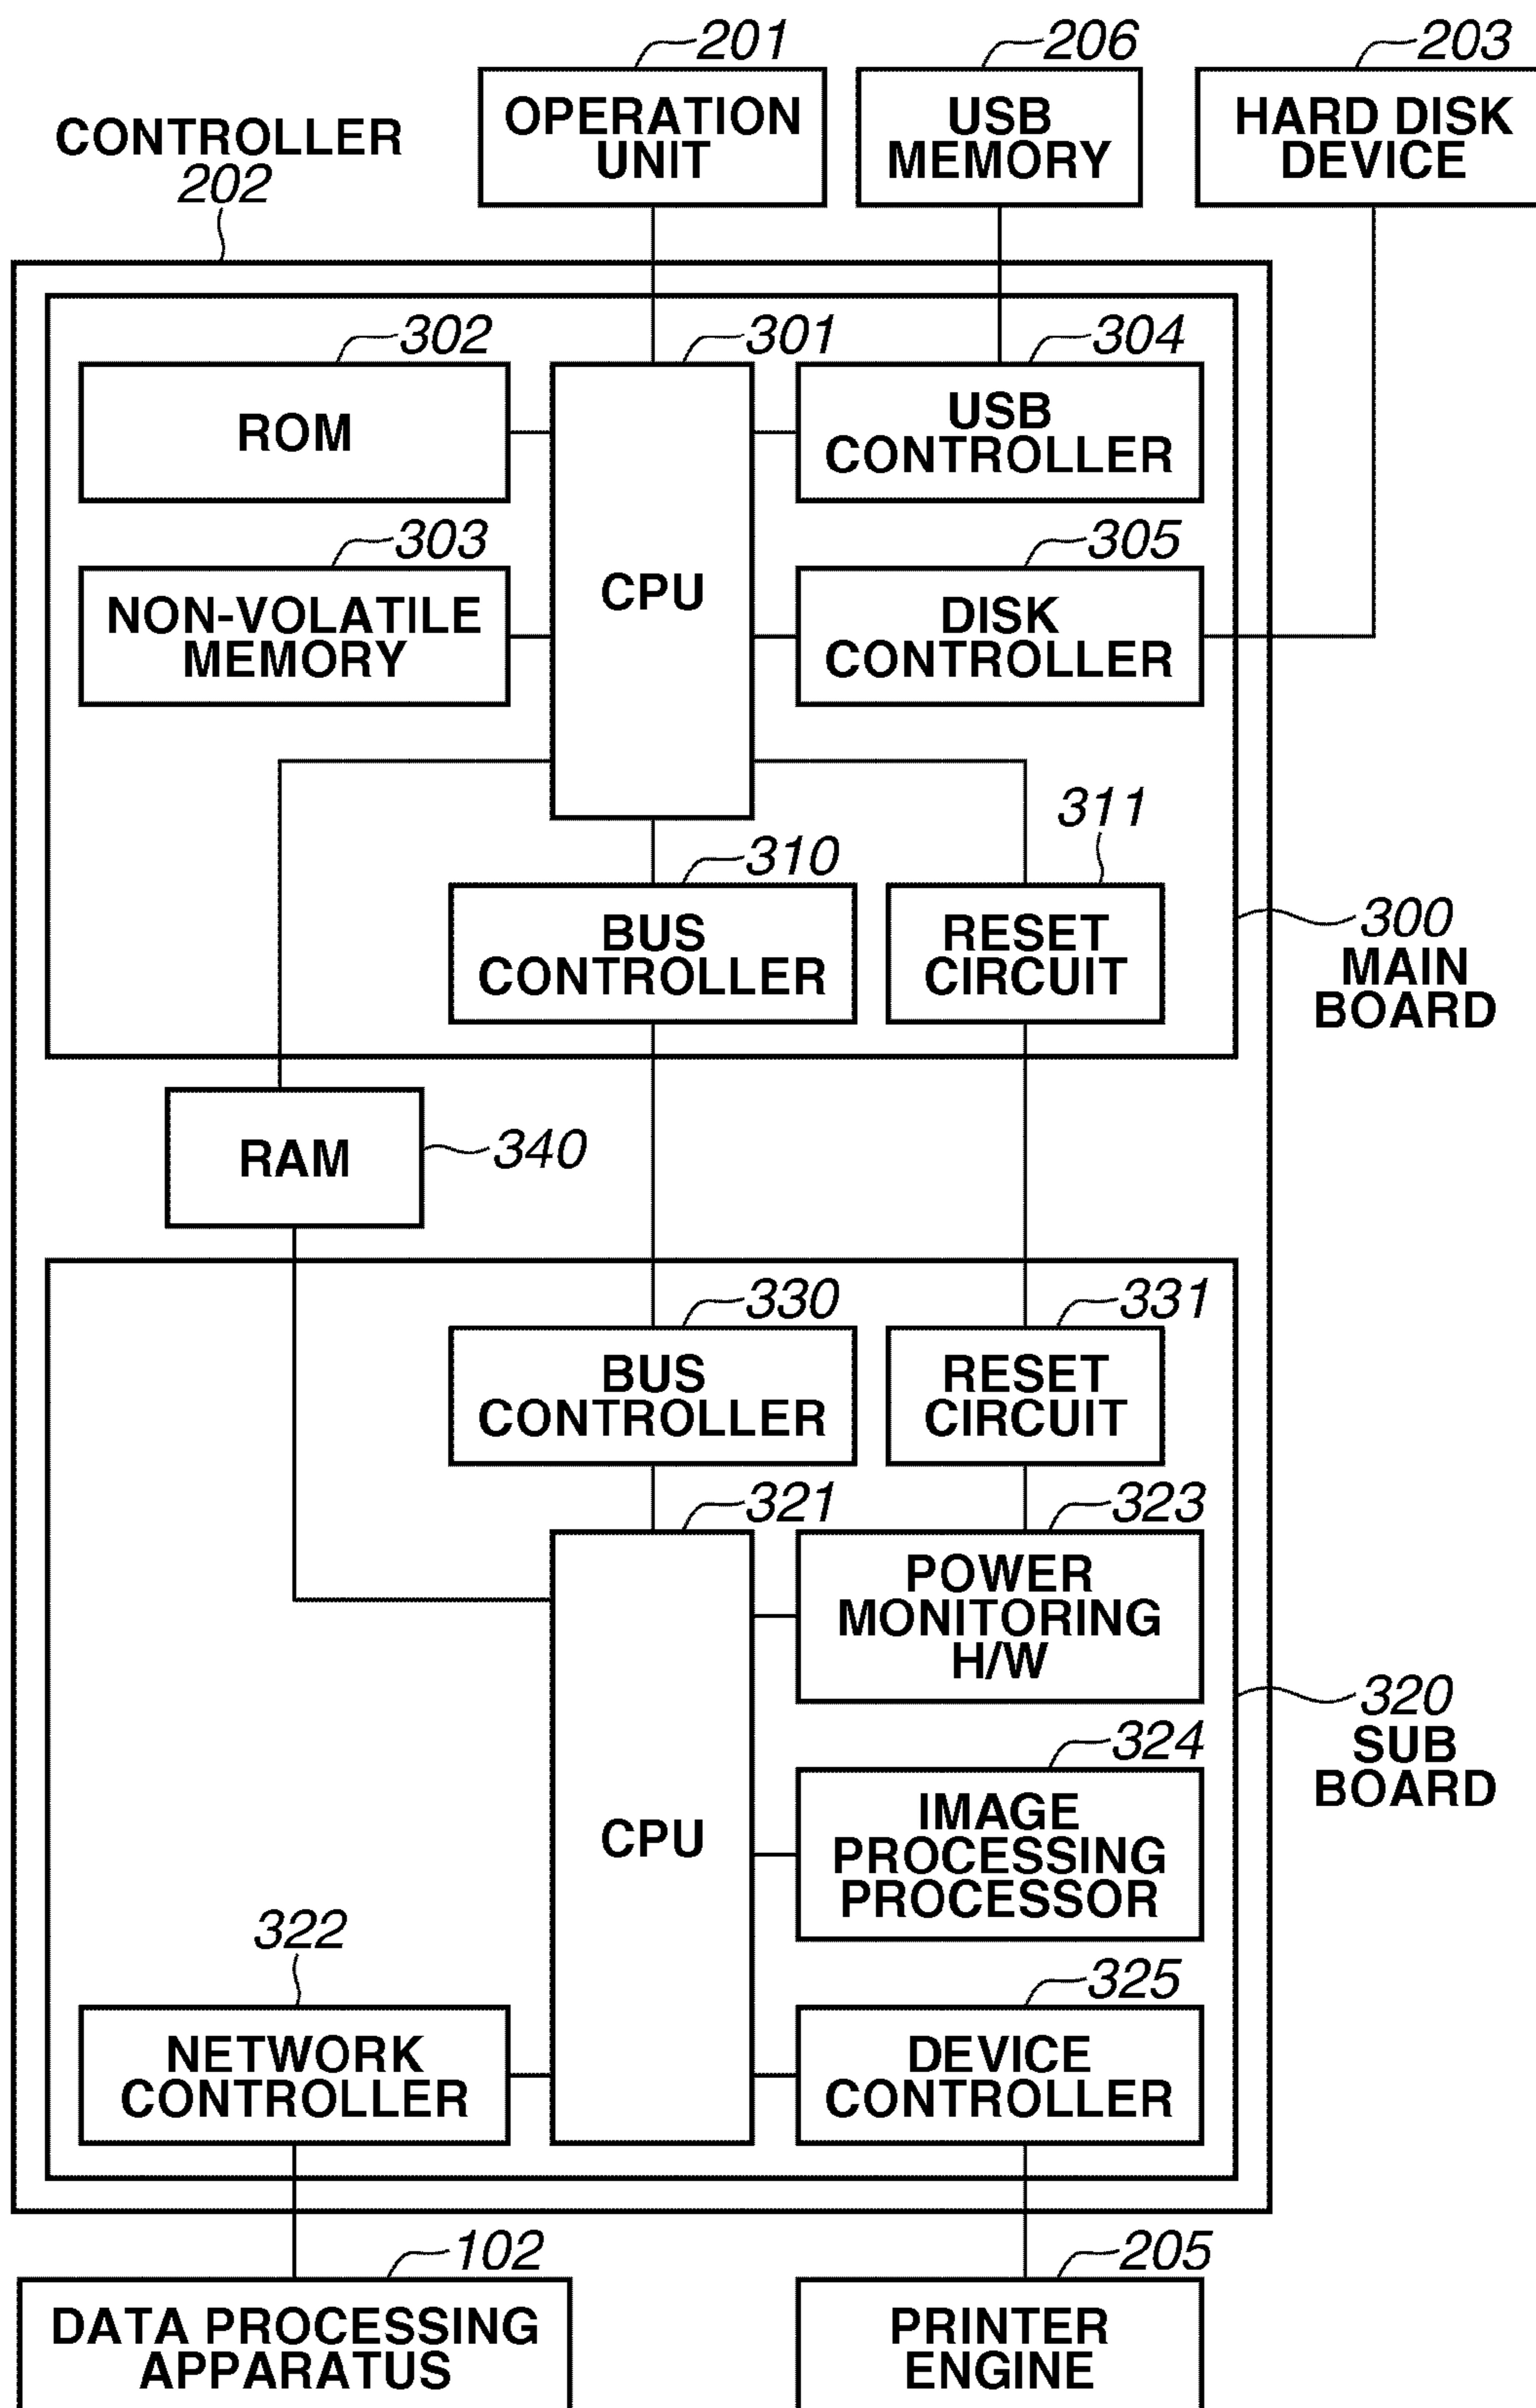 201
206
203
OPERATION
UNIT
USB
MEMORY
HARD DISK
DEVICE
CONTROLLER
202
302
301
304
ROM
CPU
USB
CONTROLLER
303
305
NON-VOLATILE
MEMORY
DISK
CONTROLLER
310
311
BUS
CONTROLLER
RESET
CIRCUIT
300
MAIN
BOARD
RAM
340
330
331
BUS
CONTROLLER
RESET
CIRCUIT
321
323
CPU
POWER
MONITORING
H/W
320
SUB
BOARD
324
IMAGE
PROCESSING
PROCESSOR
322
325
NETWORK
CONTROLLER
DEVICE
CONTROLLER
102
205
DATA PROCESSING
APPARATUS
PRINTER
ENGINE